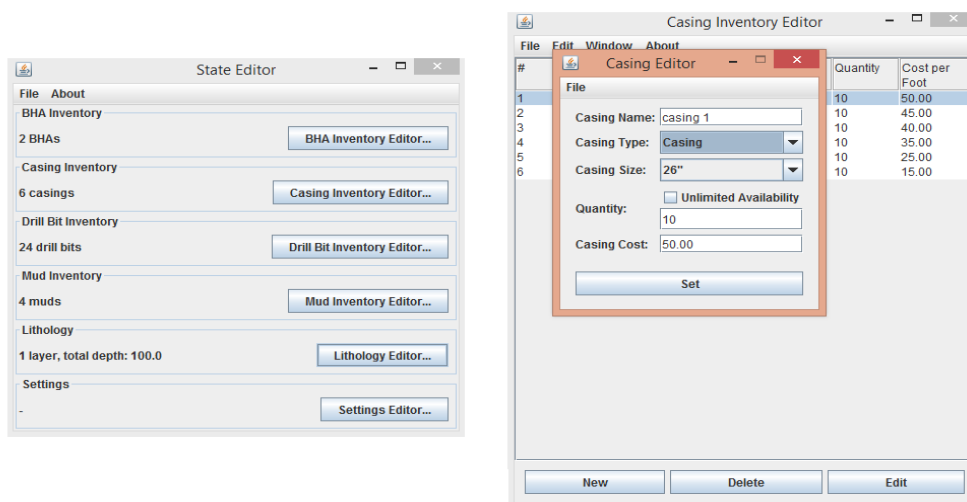 State Editor
File About
BHA Inventory
2 BHAs BHA Inventory Editor...
Casing Inventory
6 casings Casing Inventory Editor...
Drill Bit Inventory
24 drill bits Drill Bit Inventory Editor...
Mud Inventory
4 muds Mud Inventory Editor...
Lithology
1 layer, total depth: 100.0 Lithology Editor...
Settings
- Settings Editor...
Casing Inventory Editor
File Edit Window About
# Quantity Cost per
Foot
1 10 50.00
2 10 45.00
3 10 40.00
4 10 35.00
5 10 25.00
6 10 15.00
Casing Editor
File
Casing Name: casing 1
Casing Type: Casing
Casing Size: 26"
Unlimited Availability
Quantity:
10
Casing Cost: 50.00
Set
New Delete Edit